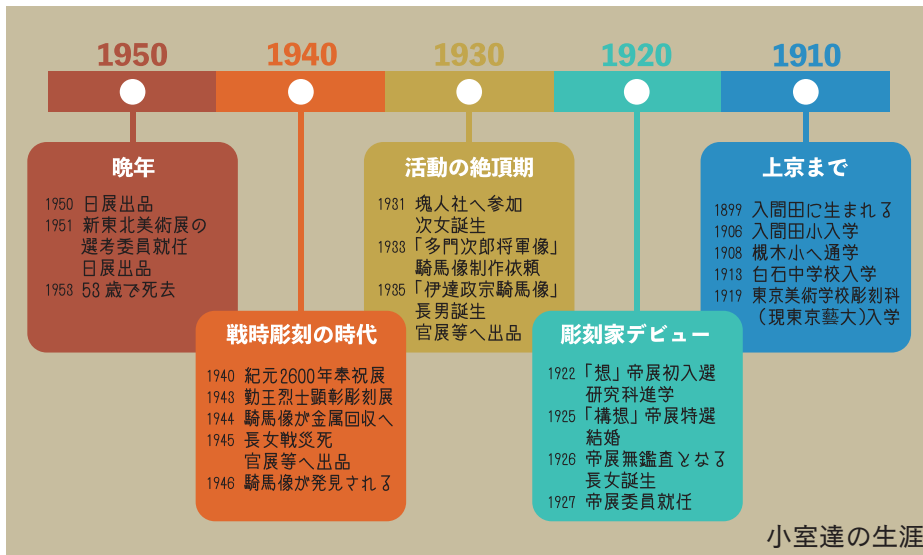 1950
1940
1930
1920
1910
晩年
1950 日展出品
1951 新東北美術展の
選考委員就任
日展出品
1953 53歳で死去
戦時彫刻の時代
1940 紀元2600年奉祝展
1943 勤王烈士顕彰彫刻展
1944 騎馬像が金属回収へ
1945 長女戦災死
官展等へ出品
1946 騎馬像が発見される
活動の絶頂期
1931 塊人社へ参加
次女誕生
1933 「多門次郎将軍像」
騎馬像制作依頼
1935 「伊達政宗騎馬像」
長男誕生
官展等へ出品
彫刻家デビュー
1922 「想」帝展初入選
研究科進学
1925 「構想」帝展特選
結婚
1926 帝展無鑑査となる
長女誕生
1927 帝展委員就任
上京まで
1899 入間田に生まれる
1906 入間田小入学
1908 槻木小へ通学
1913 白石中学校入学
1919 東京美術学校彫刻科
(現東京藝大)入学
小室達の生涯